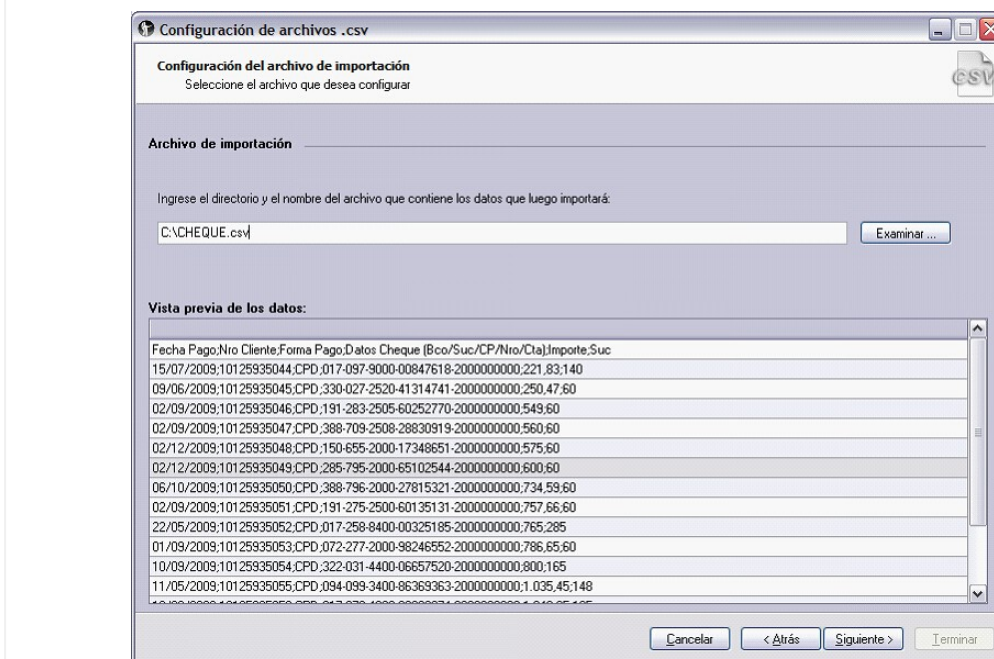 Configuración de archivos .csv
Configuración del archivo de importación
Seleccione el archivo que desea configurar
CSV
Archivo de importación
Ingrese el directorio y el nombre del archivo que contiene los datos que luego importará:
C:\CHEQUE.csv
Examinar ...
Vista previa de los datos:
Fecha Pago;Nro Cliente;Forma Pago;Datos Cheque (Bco/Suc/CP/Nro/Cta);Importe;Suc
15/07/2009;10125935044;CPD;017-097-9000-00847618-2000000000;221,83;140
09/06/2009;10125935045;CPD;330-027-2520-41314741-2000000000;250,47;60
02/09/2009;10125935046;CPD;191-283-2505-60252770-2000000000;549;60
02/09/2009;10125935047;CPD;388-709-2508-28830919-2000000000;560;60
02/12/2009;10125935048;CPD;150-655-2000-17348651-2000000000;575;60
02/12/2009;10125935049;CPD;285-795-2000-65102544-2000000000;600;60
06/10/2009;10125935050;CPD;388-796-2000-27815321-2000000000;734,59;60
02/09/2009;10125935051;CPD;191-275-2500-60135131-2000000000;757,66;60
22/05/2009;10125935052;CPD;017-258-8400-00325185-2000000000;765;285
01/09/2009;10125935053;CPD;072-277-2000-98246552-2000000000;786,65;60
10/09/2009;10125935054;CPD;322-031-4400-06657520-2000000000;800;165
11/05/2009;10125935055;CPD;094-099-3400-86369363-2000000000;1.035,45;148
Cancelar
< Atrás
Siguiente >
Terminar